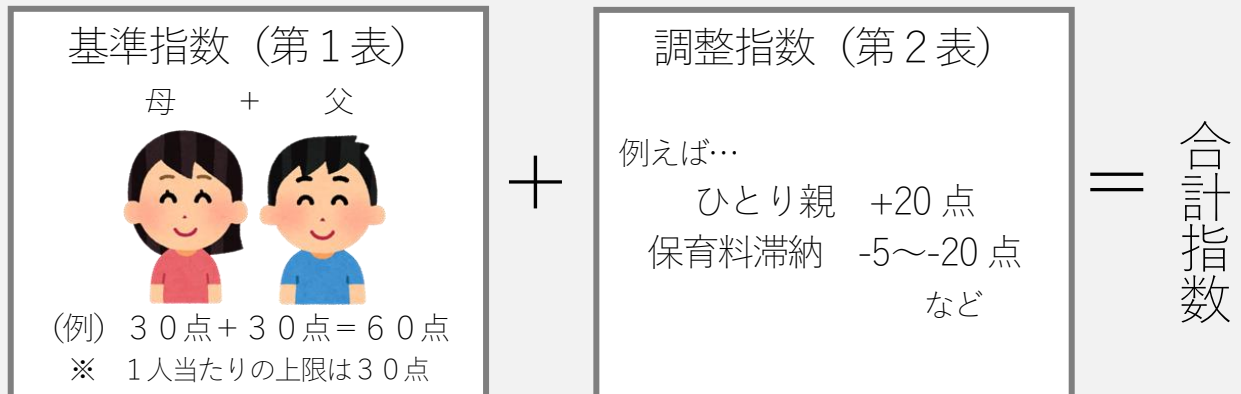 基準指数（第１表）
母　＋　父
(例) ３０点＋３０点＝６０点
※　１人当たりの上限は３０点
＋
調整指数（第２表）
例えば…
ひとり親　+20 点
保育料滞納　-5～-20 点
など
＝
合計指数